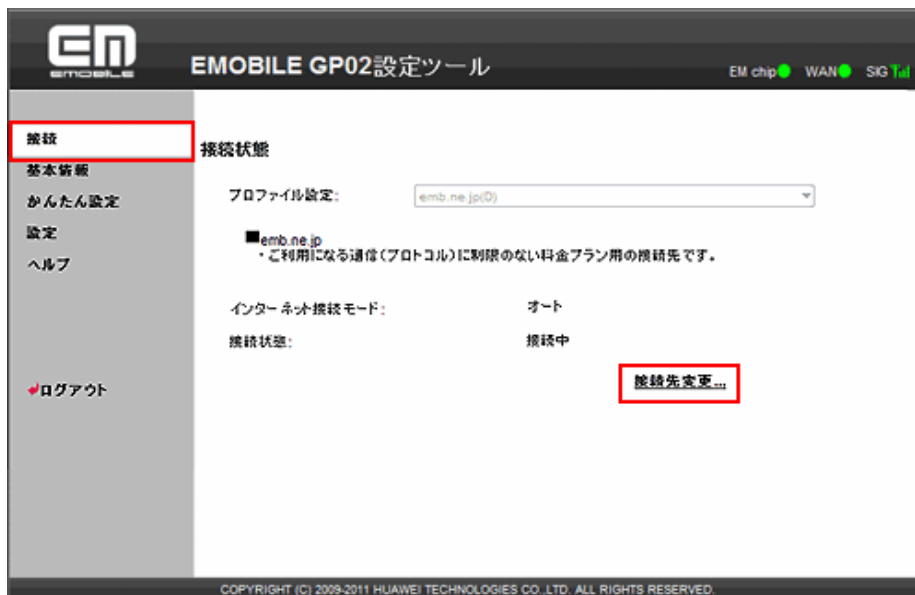 EM
EMOBILE
EMOBILE GP02設定ツール
EM chip WAN SIG
接続
基本情報
かんたん設定
設定
ヘルプ
ログアウト
接続状態
プロファイル設定: emb.ne.jp(D)
■emb.ne.jp
・ご利用になる通信(プロトコル)に制限のない料金プラン用の接続先です。
インターネット接続モード: オート
接続状態: 接続中
接続先変更...
COPYRIGHT (C) 2009-2011 HUAWEI TECHNOLOGIES CO.,LTD. ALL RIGHTS RESERVED.